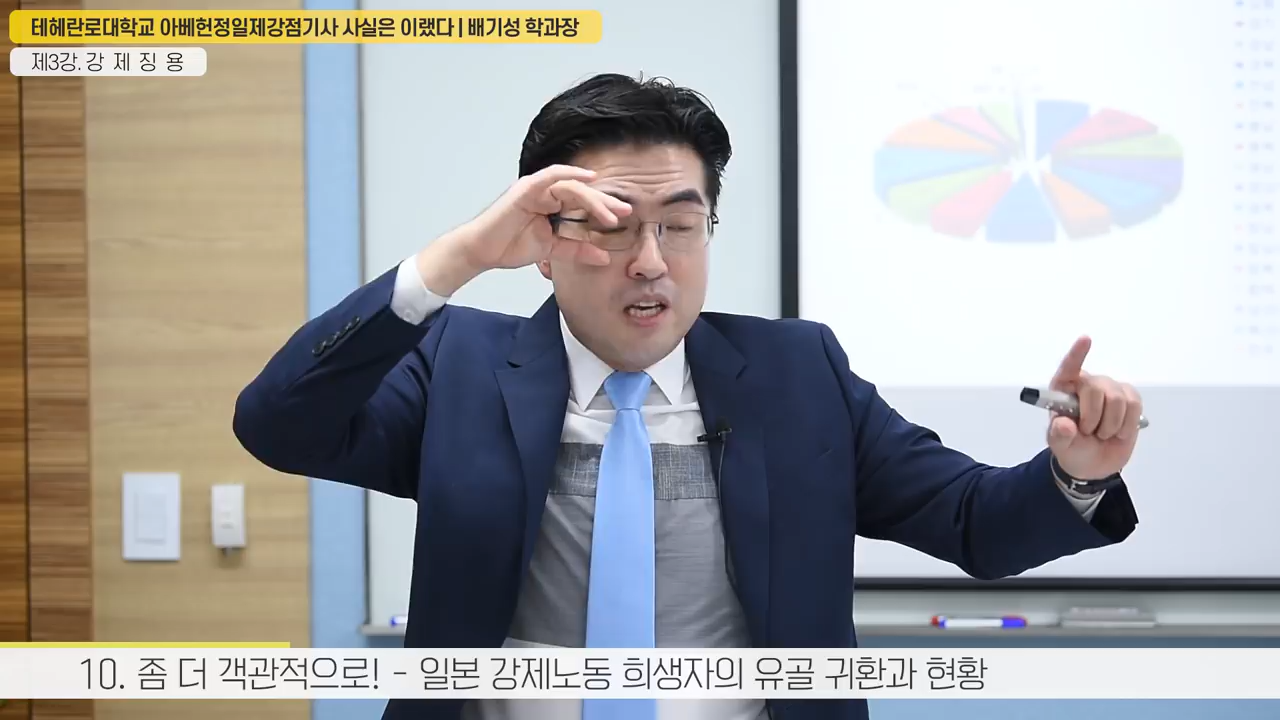 테헤란로대학교 아베헌정일제강점기사 사실은 이랬다 | 배기성 학과장
제3강. 강 제 징 용
10. 좀 더 객관적으로! - 일본 강제노동 희생자의 유골 귀환과 현황